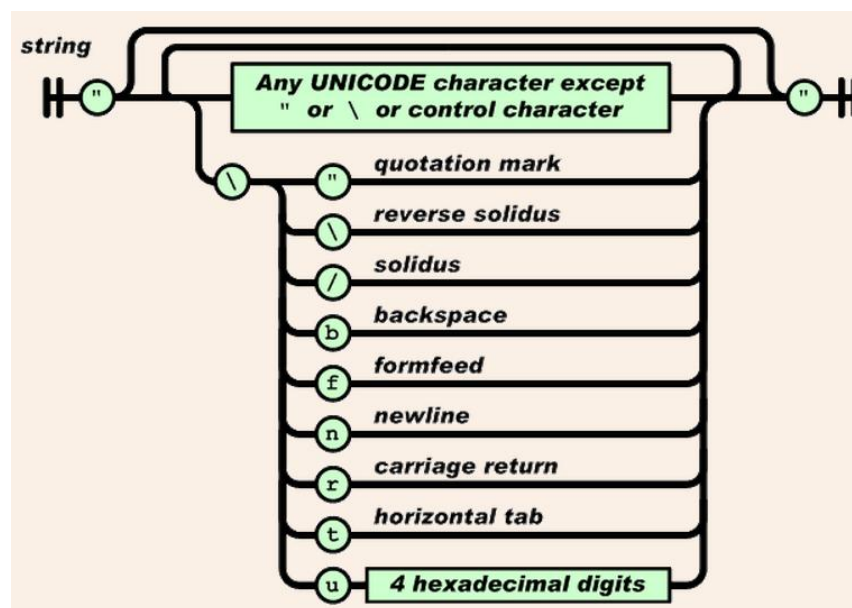 string
" Any UNICODE character except "
" or \ or control character
\ " quotation mark
\ reverse solidus
/ solidus
b backspace
f formfeed
n newline
r carriage return
t horizontal tab
u 4 hexadecimal digits